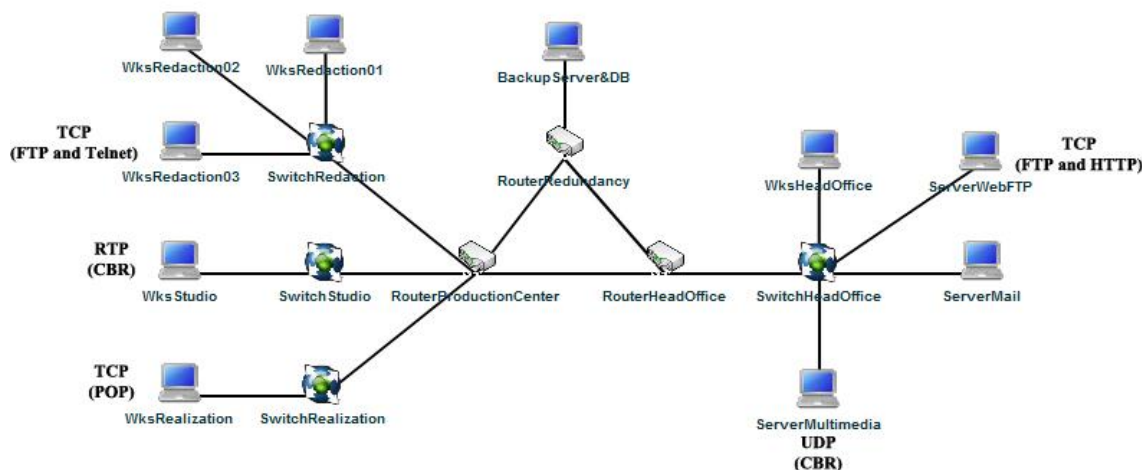 WksRedaction02
WksRedaction01
BackupServer&DB
TCP
(FTP and Telnet)
WksRedaction03
SwitchRedaction
RouterRedundancy
WksHeadOffice
ServerWebFTP
TCP
(FTP and HTTP)
RTP
(CBR)
WksStudio
SwitchStudio
RouterProductionCenter
RouterHeadOffice
SwitchHeadOffice
ServerMail
TCP
(POP)
WksRealization
SwitchRealization
ServerMultimedia
UDP
(CBR)